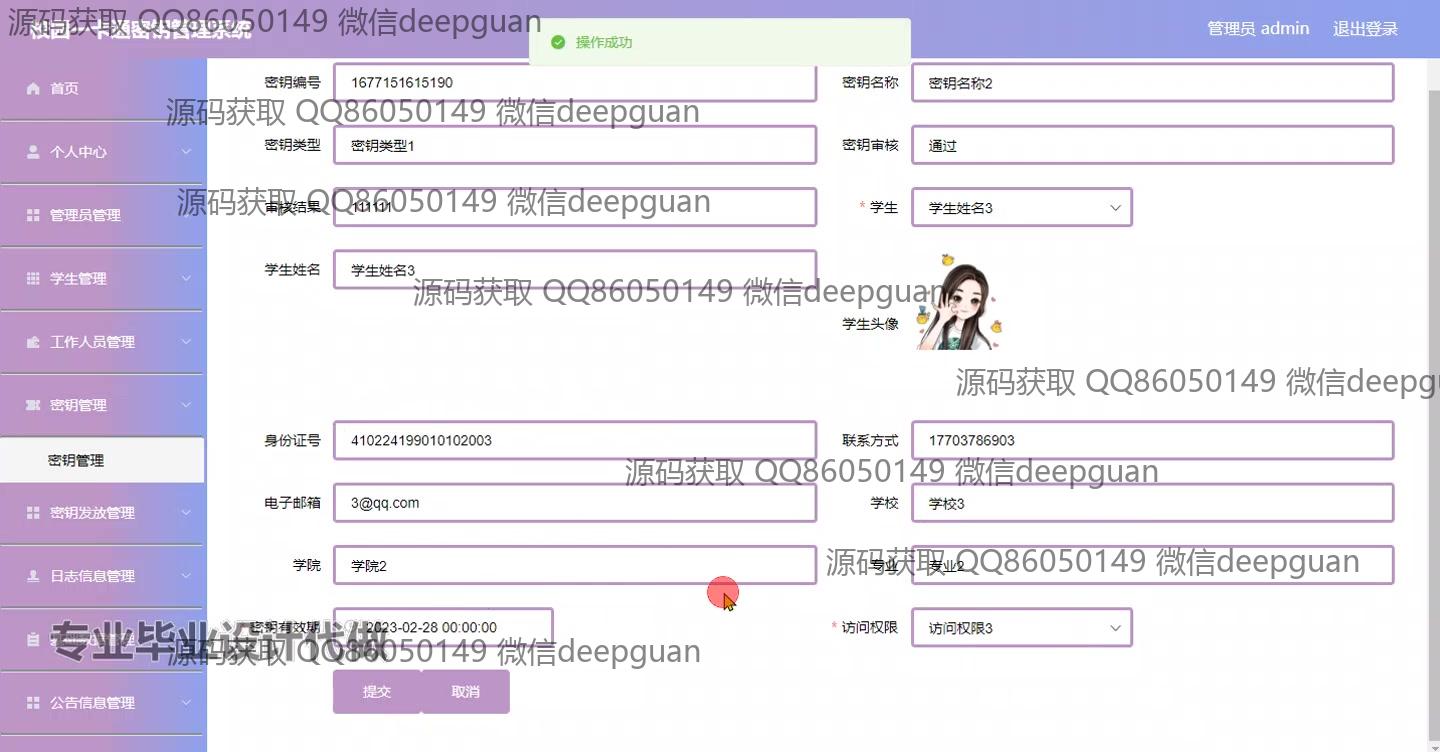 源码获取 QQ86050149 微信deepguan
校园一卡通密钥管理系统
操作成功
管理员 admin
退出登录
首页
个人中心
管理员管理
学生管理
工作人员管理
密钥管理
密钥管理
密钥发放管理
日志信息管理
公告信息管理
密钥编号 1677151615190
密钥名称 密钥名称2
源码获取 QQ86050149 微信deepguan
密钥类型 密钥类型1
密钥审核 通过
源码获取 QQ86050149 微信deepguan
审核结果 111111
* 学生 学生姓名3
学生姓名 学生姓名3
源码获取 QQ86050149 微信deepguan
学生头像
源码获取 QQ86050149 微信deepgu
身份证号 410224199010102003
联系方式 17703786903
源码获取 QQ86050149 微信deepguan
电子邮箱 3@qq.com
学校 学校3
学院 学院2
专业 专业2
源码获取 QQ86050149 微信deepguan
密钥有效期 2023-02-28 00:00:00
* 访问权限 访问权限3
专业毕业设计代做
源码获取 QQ86050149 微信deepguan
提交
取消